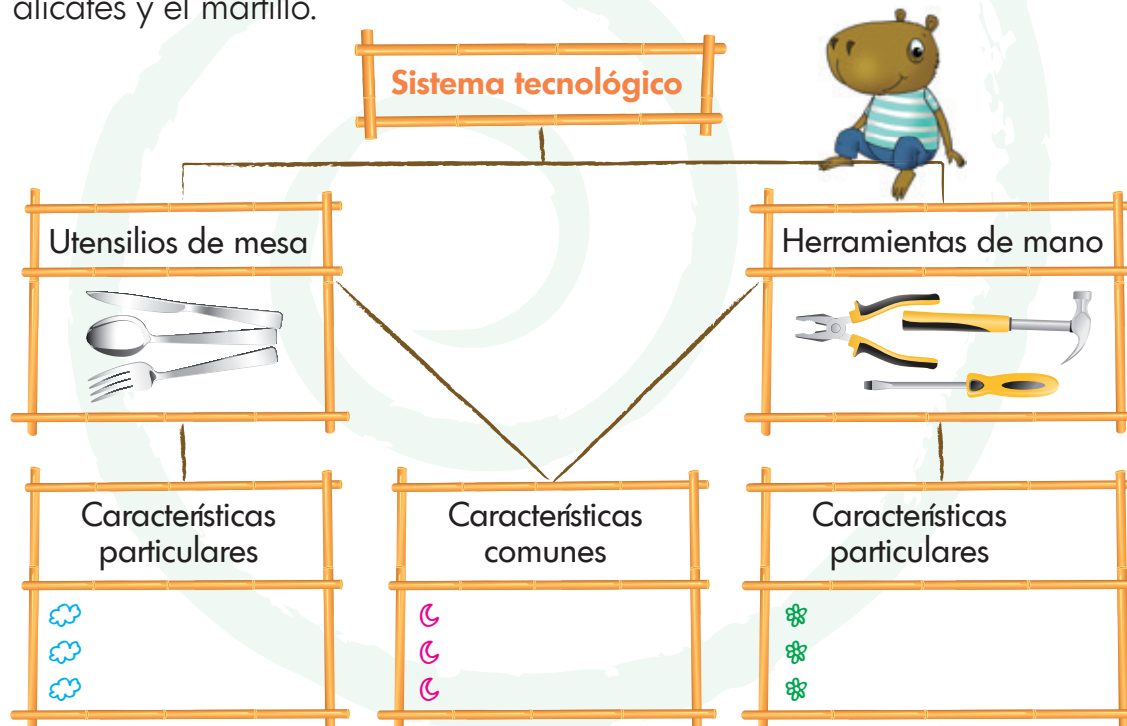 alicates y el martillo.
Sistema tecnológico
Utensilios de mesa
Herramientas de mano
Características
particulares
Características
comunes
Características
particulares